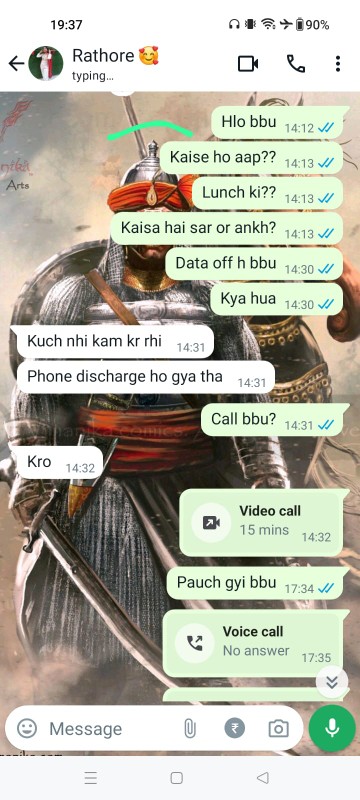 19:37
90%
Rathore 🥰
typing...
Arts
Hlo bbu 14:12
Kaise ho aap?? 14:13
Lunch ki?? 14:13
Kaisa hai sar or ankh? 14:13
Data off h bbu 14:30
Kya hua 14:30
Kuch nhi kam kr rhi 14:31
Phone discharge ho gya tha 14:31
Call bbu? 14:31
Kro 14:32
Video call
15 mins 14:32
Pauch gyi bbu 17:34
Voice call
No answer 17:35
Message